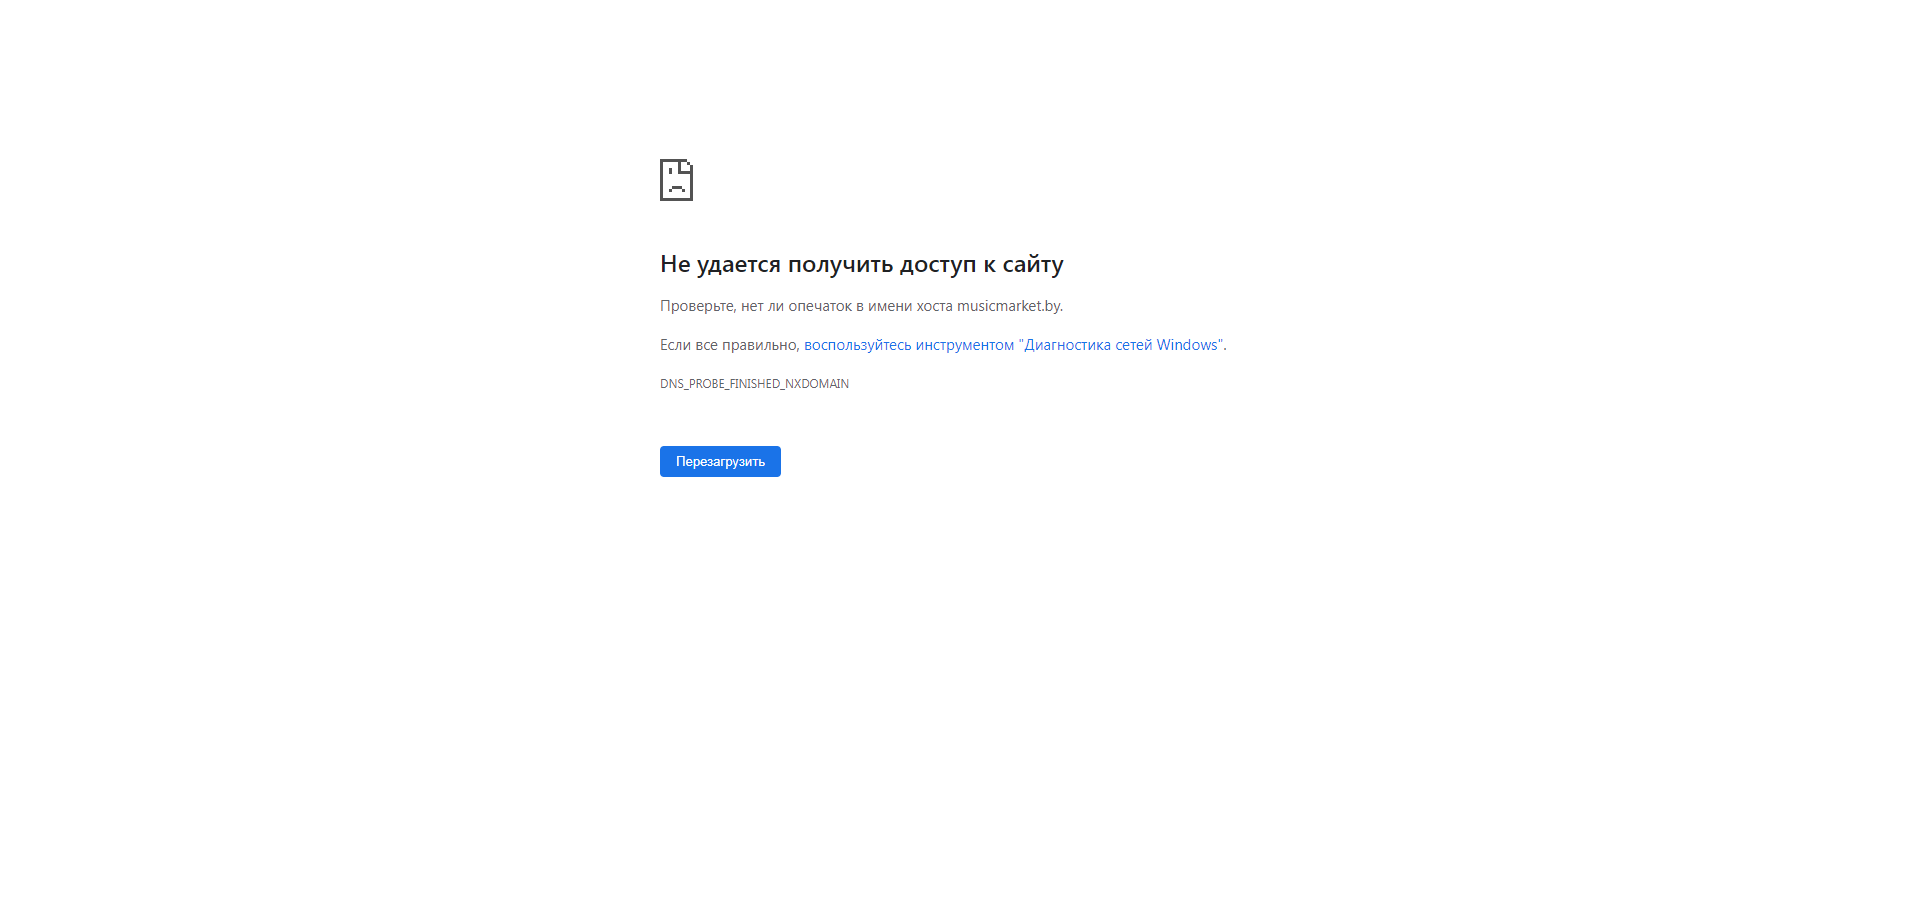 Не удается получить доступ к сайту
Проверьте, нет ли опечаток в имени хоста musicmarket.by.
Если все правильно, воспользуйтесь инструментом "Диагностика сетей Windows".
DNS_PROBE_FINISHED_NXDOMAIN
Перезагрузить